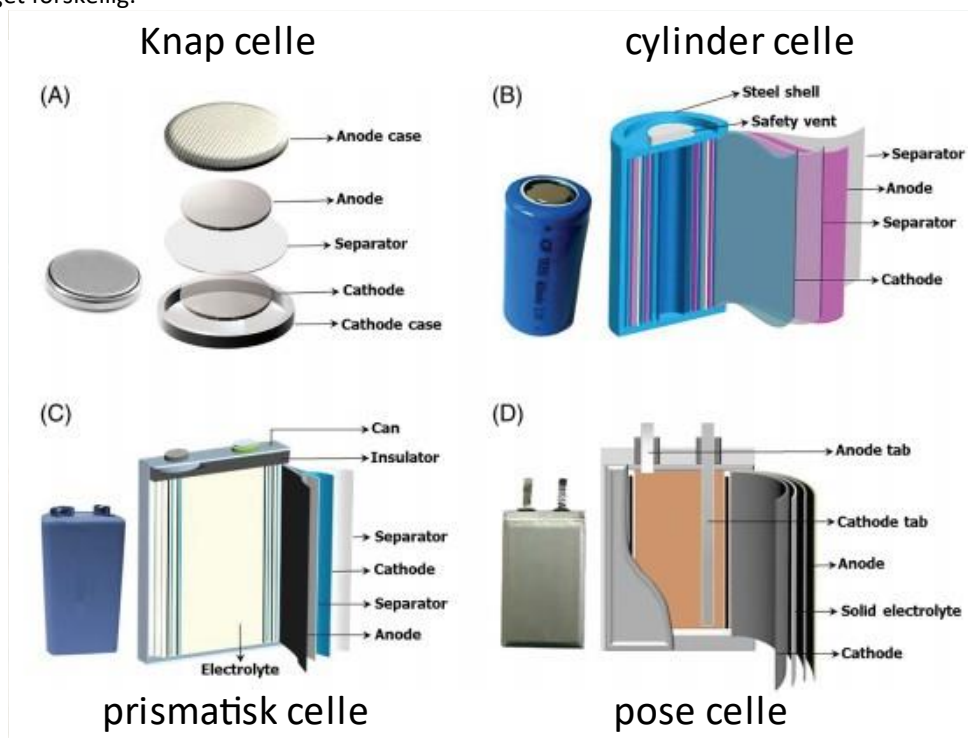 get forskellig.
Knap celle
cylinder celle
(A)
Anode case
Anode
Separator
Cathode
Cathode case
(B)
Steel shell
Safety vent
Separator
Anode
Separator
Cathode
(C)
Can
Insulator
Separator
Cathode
Separator
Anode
Electrolyte
(D)
Anode tab
Cathode tab
Anode
Solid electrolyte
Cathode
prismatisk celle
pose celle